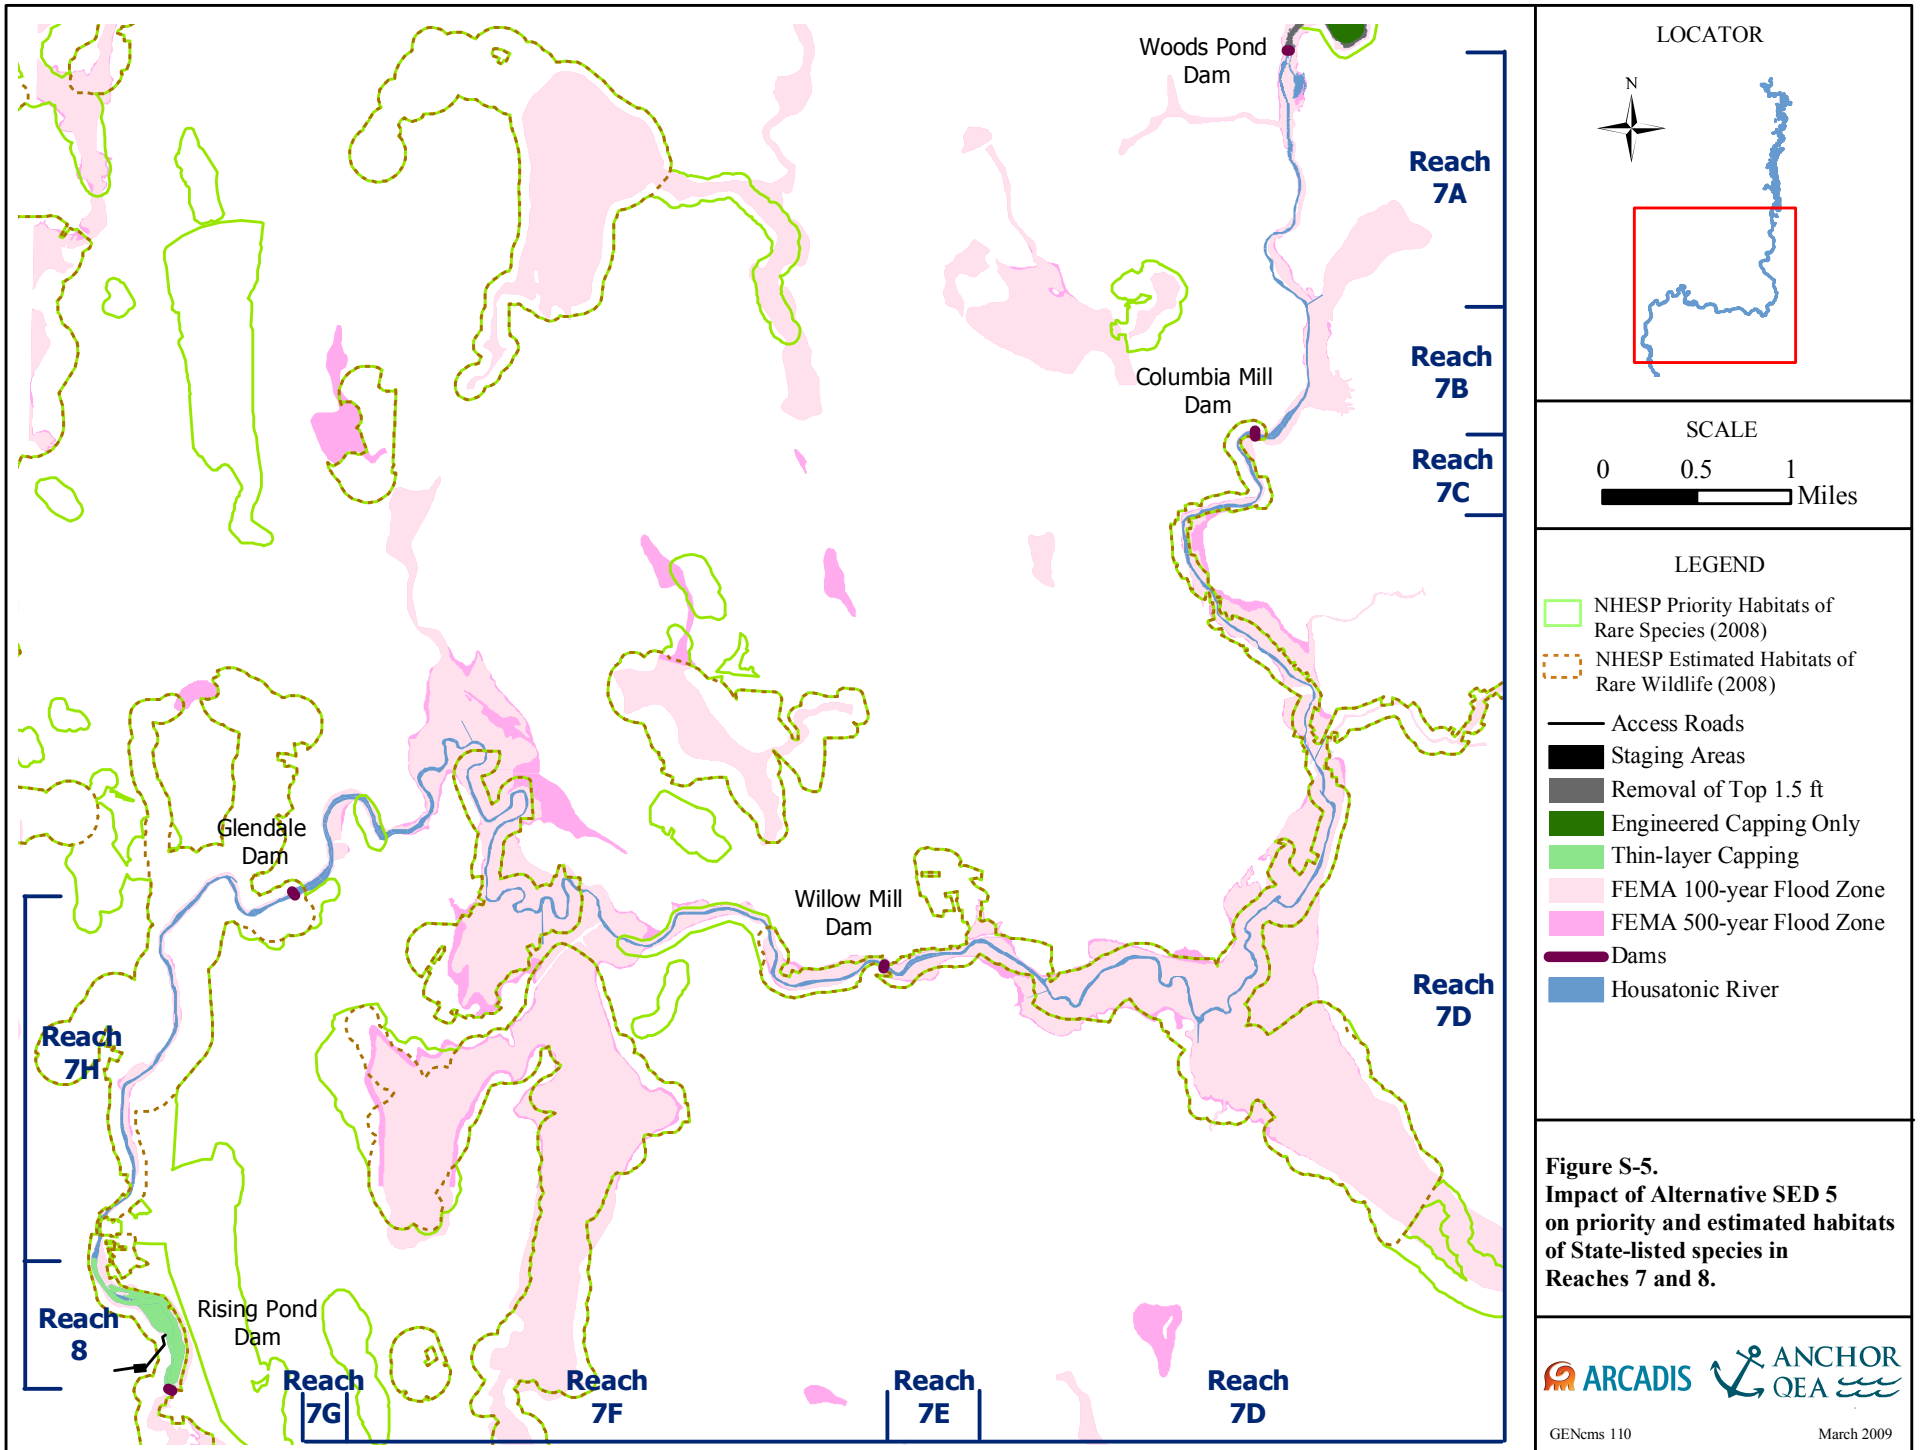 Woods Pond
Dam
Reach
7A
Reach
7B
Columbia Mill
Dam
Reach
7C
Glendale
Dam
Willow Mill
Dam
Reach
7D
Reach
7H
Reach
8
Rising Pond
Dam
Reach
7G
Reach
7F
Reach
7E
Reach
7D
LOCATOR
N
SCALE
0 0.5 1
Miles
LEGEND
NHESP Priority Habitats of
Rare Species (2008)
NHESP Estimated Habitats of
Rare Wildlife (2008)
Access Roads
Staging Areas
Removal of Top 1.5 ft
Engineered Capping Only
Thin-layer Capping
FEMA 100-year Flood Zone
FEMA 500-year Flood Zone
Dams
Housatonic River
Figure S-5.
Impact of Alternative SED 5
on priority and estimated habitats
of State-listed species in
Reaches 7 and 8.
ARCADIS
ANCHOR
QEA
GENcms 110
March 2009